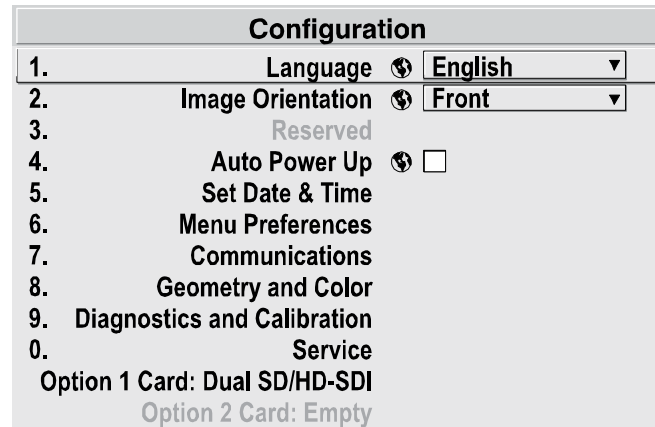 Configuration
1. Language English
2. Image Orientation Front
3. Reserved
4. Auto Power Up
5. Set Date & Time
6. Menu Preferences
7. Communications
8. Geometry and Color
9. Diagnostics and Calibration
0. Service
Option 1 Card: Dual SD/HD-SDI
Option 2 Card: Empty